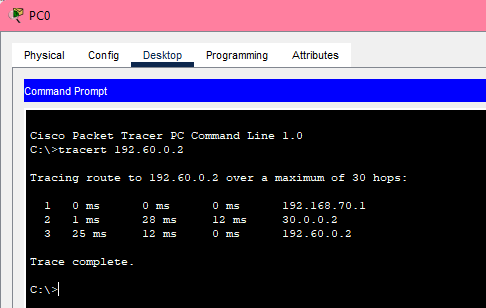 PC0
Physical Config Desktop Programming Attributes
Command Prompt
Cisco Packet Tracer PC Command Line 1.0
C:\>tracert 192.60.0.2
Tracing route to 192.60.0.2 over a maximum of 30 hops:
1 0 ms 0 ms 0 ms 192.168.70.1
2 1 ms 28 ms 12 ms 30.0.0.2
3 25 ms 12 ms 0 ms 192.60.0.2
Trace complete.
C:\>